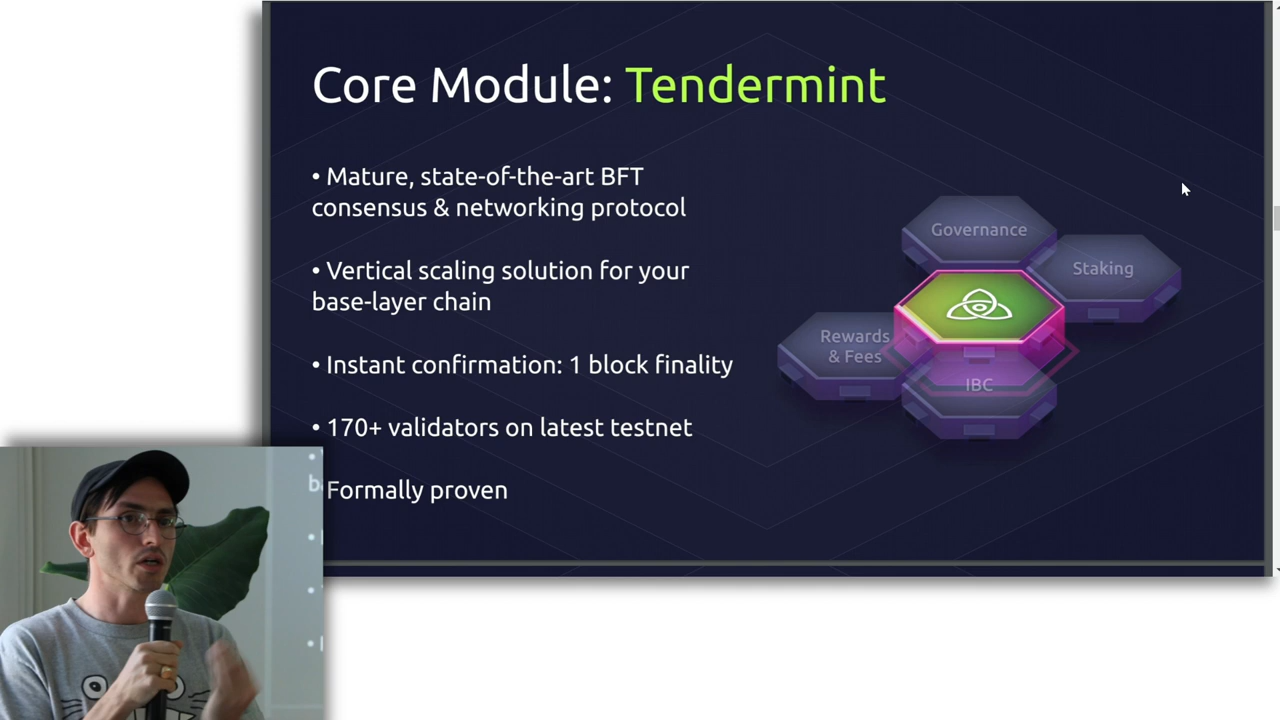 Core Module: Tendermint
• Mature, state-of-the-art BFT
consensus & networking protocol
• Vertical scaling solution for your
base-layer chain
• Instant confirmation: 1 block finality
• 170+ validators on latest testnet
Formally proven
Governance
Staking
Rewards
& Fees
IBC